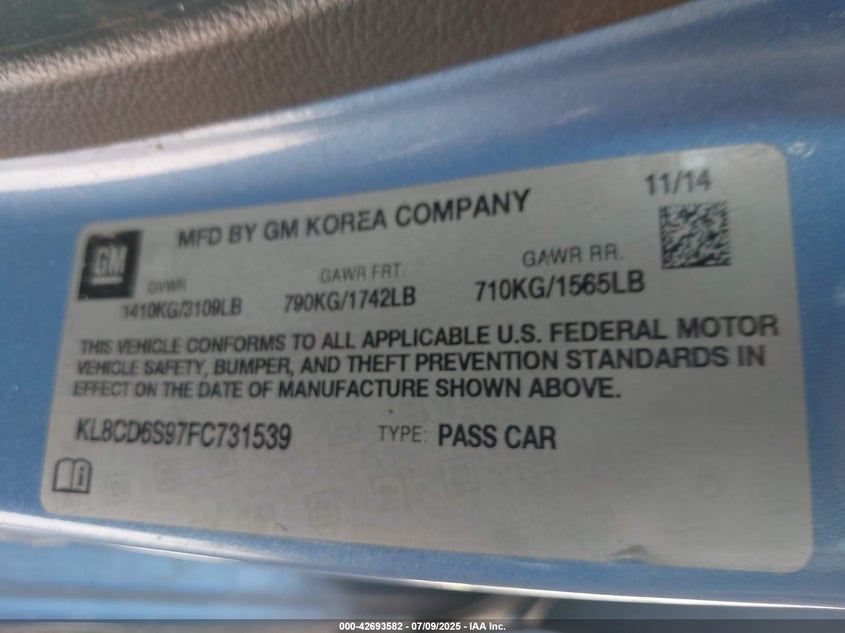 11/14
MFD BY GM KOREA COMPANY
GM
GVWR GAWR FRT. GAWR RR.
1410KG/3109LB 790KG/1742LB 710KG/1565LB
THIS VEHICLE CONFORMS TO ALL APPLICABLE U.S. FEDERAL MOTOR
VEHICLE SAFETY, BUMPER, AND THEFT PREVENTION STANDARDS IN
EFFECT ON THE DATE OF MANUFACTURE SHOWN ABOVE.
KL8CD6S97FC731539 TYPE: PASS CAR
000-42693582 / 07/09/2025 - IAA Inc.